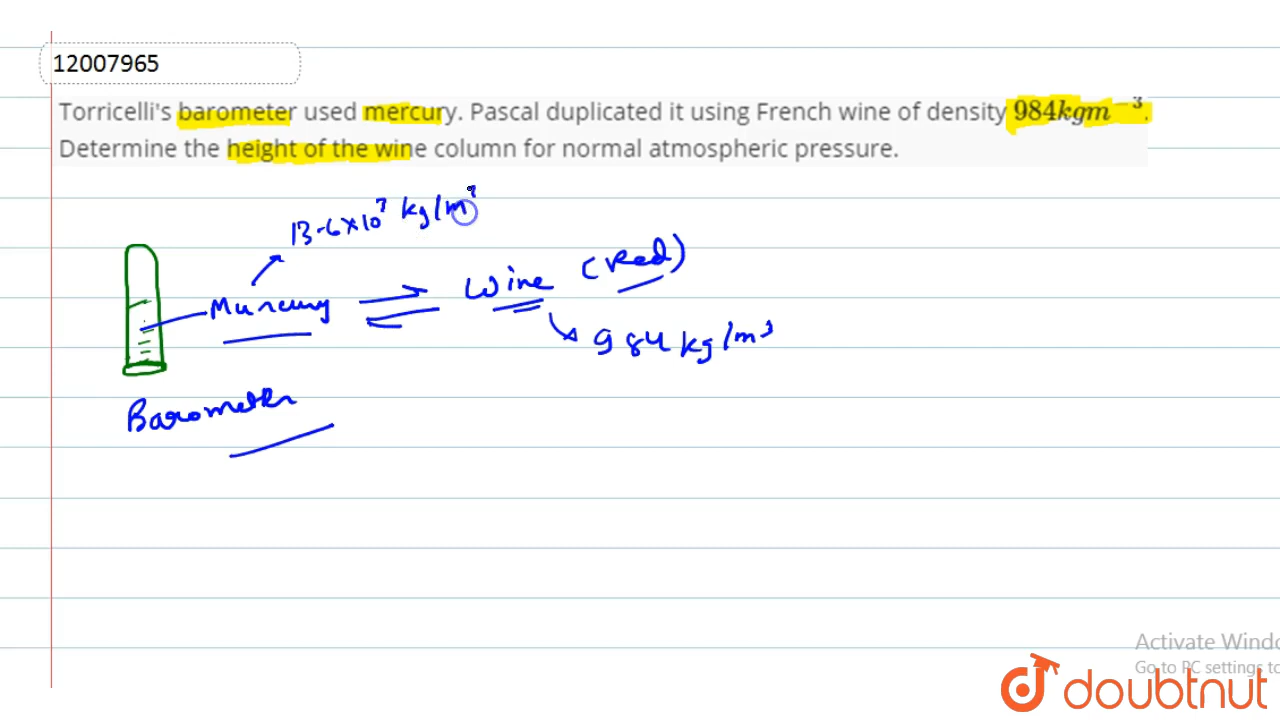 12007965
Torricelli's barometer used mercury. Pascal duplicated it using French wine of density 984kgm⁻³.
Determine the height of the wine column for normal atmospheric pressure.
13.6×10³ kg/m³
Wine (Red)
Murcury
984 kg/m³
Barometer
Activate Windo
Go to PC settings to
doubtnut